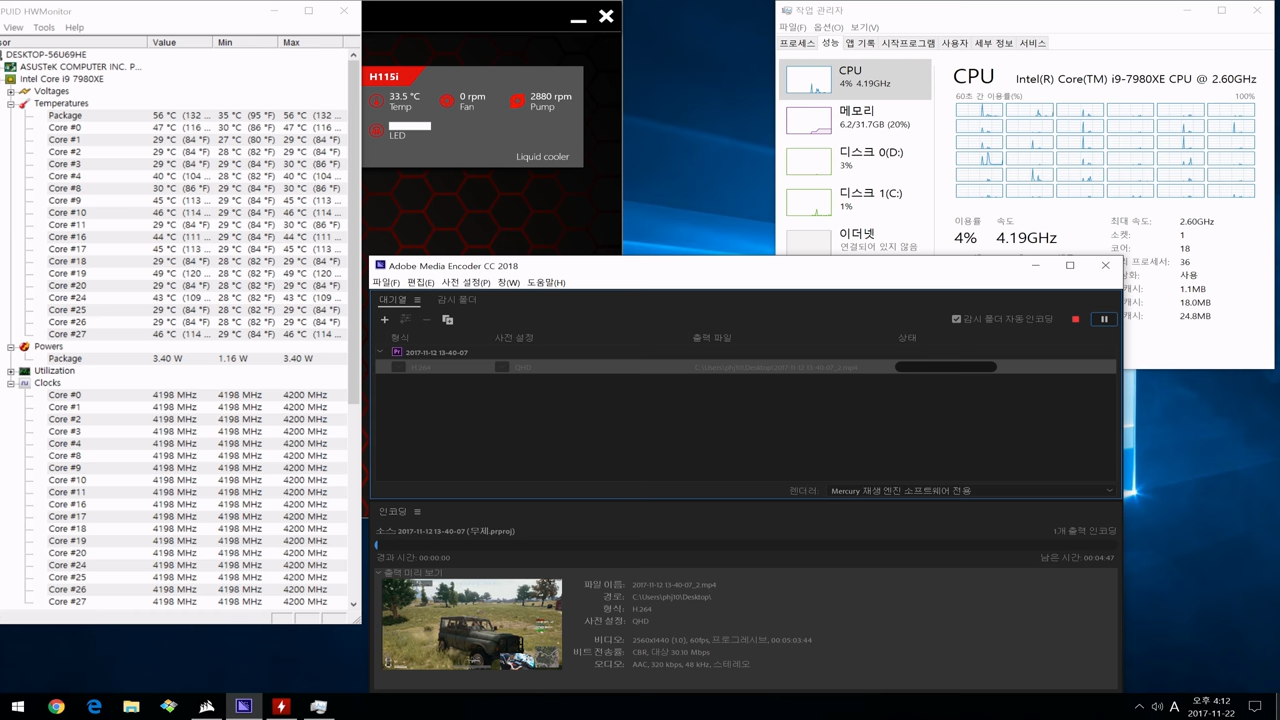 PUID HWMonitor
View Tools Help
sor Value Min Max
DESKTOP-56U69HE
ASUSTeK COMPUTER INC. P...
Intel Core i9 7980XE
Voltages
Temperatures
Package 56 °C (132 ... 35 °C (95 °F) 56 °C (132 ...
Core #0 47 °C (116 ... 30 °C (86 °F) 47 °C (116 ...
Core #1 29 °C (84 °F) 27 °C (80 °F) 29 °C (84 °F)
Core #2 29 °C (84 °F) 28 °C (82 °F) 29 °C (84 °F)
Core #3 29 °C (84 °F) 29 °C (84 °F) 30 °C (86 °F)
Core #4 40 °C (104 ... 28 °C (82 °F) 40 °C (104 ...
Core #8 30 °C (86 °F) 29 °C (84 °F) 30 °C (86 °F)
Core #9 45 °C (113 ... 29 °C (84 °F) 45 °C (113 ...
Core #10 46 °C (114 ... 29 °C (84 °F) 46 °C (114 ...
Core #11 29 °C (84 °F) 29 °C (84 °F) 30 °C (86 °F)
Core #16 44 °C (111 ... 29 °C (84 °F) 44 °C (111 ...
Core #17 45 °C (113 ... 29 °C (84 °F) 45 °C (113 ...
Core #18 46 °C (114 ... 28 °C (82 °F) 46 °C (114 ...
Core #19 49 °C (120 ... 28 °C (82 °F) 49 °C (120 ...
Core #20 29 °C (84 °F) 28 °C (82 °F) 29 °C (84 °F)
Core #24 43 °C (109 ... 28 °C (82 °F) 43 °C (109 ...
Core #25 29 °C (84 °F) 28 °C (82 °F) 29 °C (84 °F)
Core #26 29 °C (84 °F) 28 °C (82 °F) 29 °C (84 °F)
Core #27 46 °C (114 ... 29 °C (84 °F) 46 °C (114 ...
Powers
Package 3.40 W 1.16 W 3.40 W
Utilization
Clocks
Core #0 4198 MHz 4198 MHz 4200 MHz
Core #1 4198 MHz 4198 MHz 4200 MHz
Core #2 4198 MHz 4198 MHz 4200 MHz
Core #3 4198 MHz 4198 MHz 4200 MHz
Core #4 4198 MHz 4198 MHz 4200 MHz
Core #8 4198 MHz 4198 MHz 4200 MHz
Core #9 4198 MHz 4198 MHz 4200 MHz
Core #10 4198 MHz 4198 MHz 4200 MHz
Core #11 4198 MHz 4198 MHz 4200 MHz
Core #16 4198 MHz 4198 MHz 4200 MHz
Core #17 4198 MHz 4198 MHz 4200 MHz
Core #18 4198 MHz 4198 MHz 4200 MHz
Core #19 4198 MHz 4198 MHz 4200 MHz
Core #20 4198 MHz 4198 MHz 4200 MHz
Core #24 4198 MHz 4198 MHz 4200 MHz
Core #25 4198 MHz 4198 MHz 4200 MHz
Core #26 4198 MHz 4198 MHz 4200 MHz
Core #27 4198 MHz 4198 MHz 4200 MHz
H115i
33.5 °C 0 rpm 2880 rpm
Temp Fan Pump
LED
Liquid cooler
작업 관리자
파일(F) 옵션(O) 보기(V)
프로세스 성능 앱 기록 시작프로그램 사용자 세부 정보 서비스
CPU
4% 4.19GHz
메모리
6.2/31.7GB (20%)
디스크 0(D:)
3%
디스크 1(C:)
1%
이더넷
연결되어 있지 않음
CPU Intel(R) Core(TM) i9-7980XE CPU @ 2.60GHz
60초 간 이용률(%) 100%
이용률 속도
4% 4.19GHz
최대 속도: 2.60GHz
소켓: 1
코어: 18
리 프로세서: 36
화: 사용
캐시: 1.1MB
캐시: 18.0MB
캐시: 24.8MB
Adobe Media Encoder CC 2018
파일(F) 편집(E) 사전 설정(P) 창(W) 도움말(H)
대기열 감시 폴더
감시 폴더 자동 인코딩
형식 사전 설정 출력 파일 상태
Pr 2017-11-12 13-40-07
H.264 QHD C:\Users\phj10\Desktop\2017-11-12 13-40-07_2.mp4
렌더러: Mercury 재생 엔진 소프트웨어 전용
인코딩
소스: 2017-11-12 13-40-07 (무제.prproj) 1개 출력 인코딩
경과 시간: 00:00:00 남은 시간: 00:04:47
출력 미리 보기
파일 이름: 2017-11-12 13-40-07_2.mp4
경로: C:\Users\phj10\Desktop\
형식: H.264
사전 설정: QHD
비디오: 2560x1440 (1.0), 60fps, 프로그레시브, 00:05:03:44
비트 전송률: CBR, 대상 30.10 Mbps
오디오: AAC, 320 kbps, 48 kHz, 스테레오
A 오후 4:12
2017-11-22